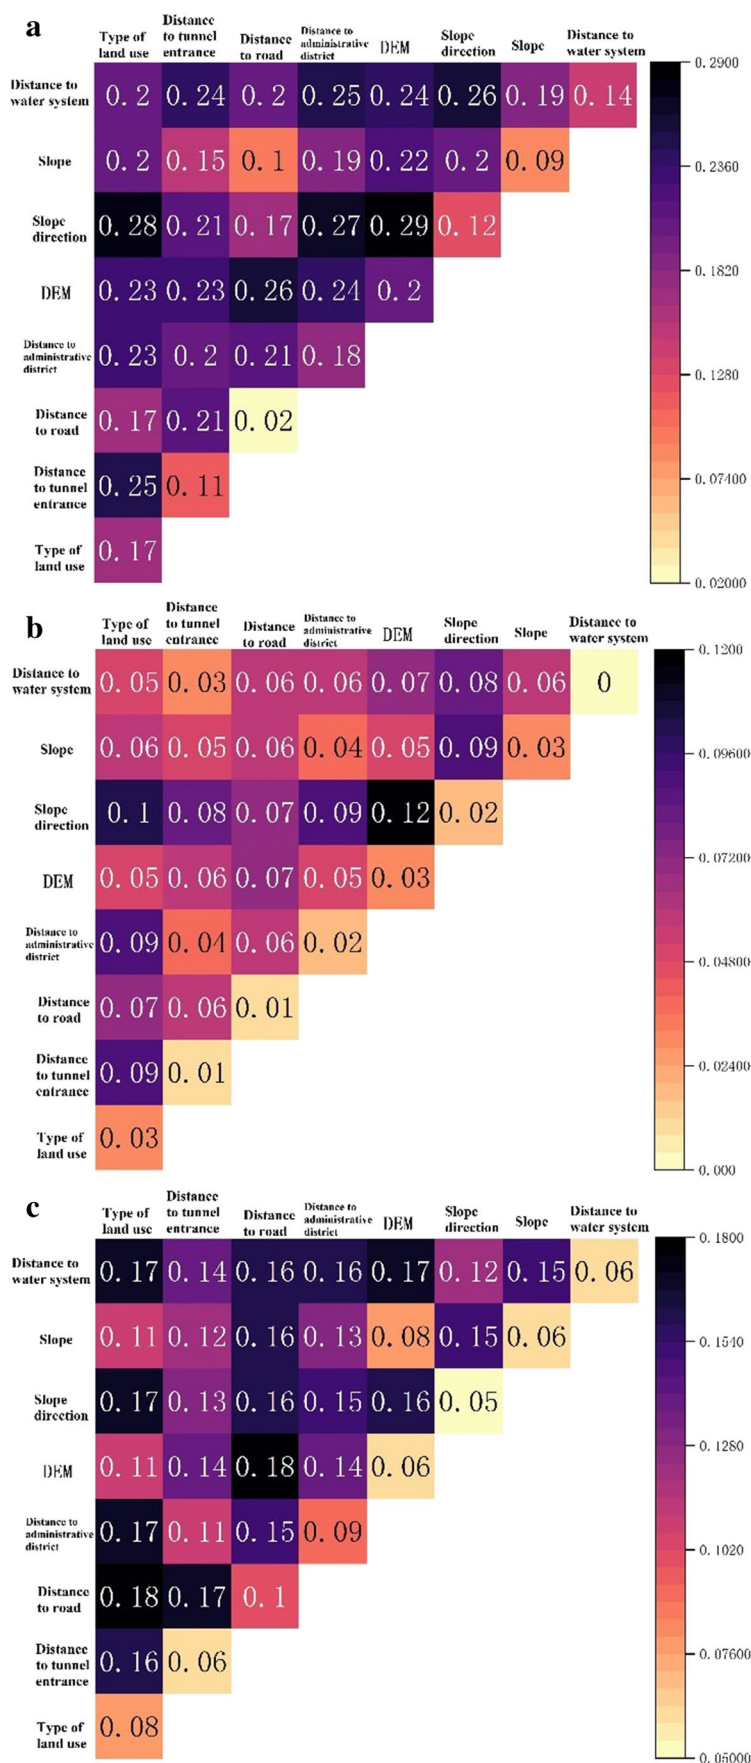 a
Type of
land use
Distance
to tunnel
entrance
Distance
to road
Distance to
administrative
district
DEM
Slope
direction
Slope
Distance to
water system
Distance to
water system
0.2 0.24 0.2 0.25 0.24 0.26 0.19 0.14
Slope
0.2 0.15 0.1 0.19 0.22 0.2 0.09
Slope
direction
0.28 0.21 0.17 0.27 0.29 0.12
DEM
0.23 0.23 0.26 0.24 0.2
Distance to
administrative
district
0.23 0.2 0.21 0.18
Distance
to road
0.17 0.21 0.02
Distance
to tunnel
entrance
0.25 0.11
Type of
land use
0.17
0.2900
0.2360
0.1820
0.1280
0.07400
0.02000
b
Type of
land use
Distance
to tunnel
entrance
Distance
to road
Distance to
administrative
district
DEM
Slope
direction
Slope
Distance to
water system
Distance to
water system
0.05 0.03 0.06 0.06 0.07 0.08 0.06 0
Slope
0.06 0.05 0.06 0.04 0.05 0.09 0.03
Slope
direction
0.1 0.08 0.07 0.09 0.12 0.02
DEM
0.05 0.06 0.07 0.05 0.03
Distance to
administrative
district
0.09 0.04 0.06 0.02
Distance
to road
0.07 0.06 0.01
Distance
to tunnel
entrance
0.09 0.01
Type of
land use
0.03
0.1200
0.09600
0.07200
0.04800
0.02400
0.000
c
Type of
land use
Distance
to tunnel
entrance
Distance
to road
Distance to
administrative
district
DEM
Slope
direction
Slope
Distance to
water system
Distance to
water system
0.17 0.14 0.16 0.16 0.17 0.12 0.15 0.06
Slope
0.11 0.12 0.16 0.13 0.08 0.15 0.06
Slope
direction
0.17 0.13 0.16 0.15 0.16 0.05
DEM
0.11 0.14 0.18 0.14 0.06
Distance to
administrative
district
0.17 0.11 0.15 0.09
Distance
to road
0.18 0.17 0.1
Distance
to tunnel
entrance
0.16 0.06
Type of
land use
0.08
0.1800
0.1540
0.1280
0.1020
0.07600
0.05000